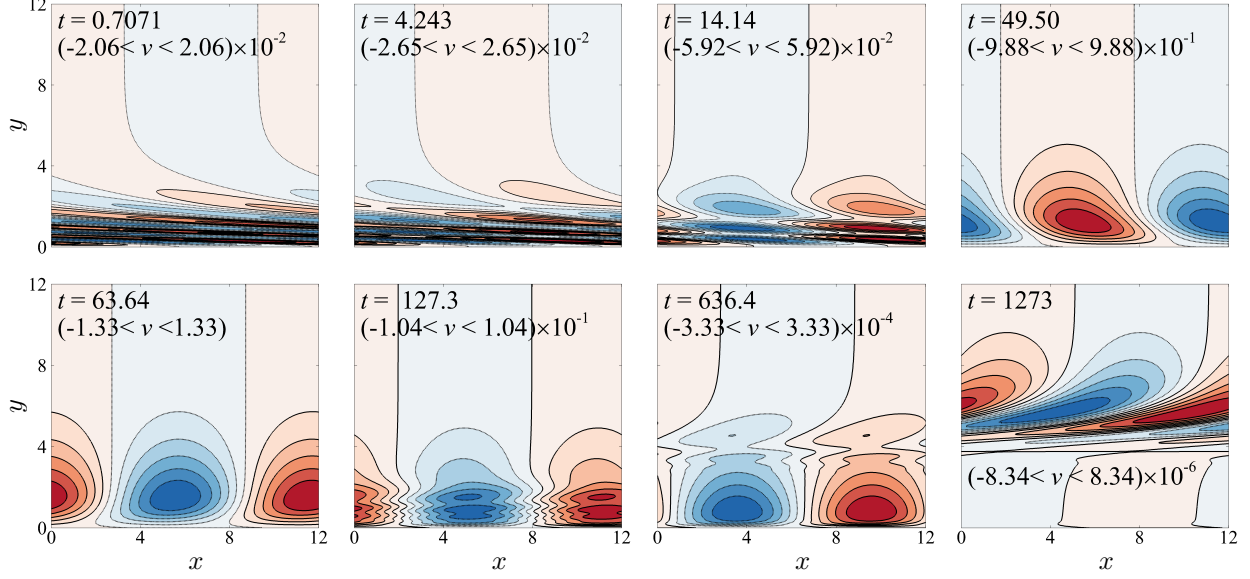 12
8
4
0
y
t = 0.7071
(-2.06< v < 2.06)×10-2
t = 4.243
(-2.65< v < 2.65)×10-2
t = 14.14
(-5.92< v < 5.92)×10-2
t = 49.50
(-9.88< v < 9.88)×10-1
12
8
4
0
y
t = 63.64
(-1.33< v <1.33)
t = 127.3
(-1.04< v < 1.04)×10-1
t = 636.4
(-3.33< v < 3.33)×10-4
t = 1273
(-8.34< v < 8.34)×10-6
0 4 8 12
0 4 8 12
0 4 8 12
0 4 8 12
x
x
x
x